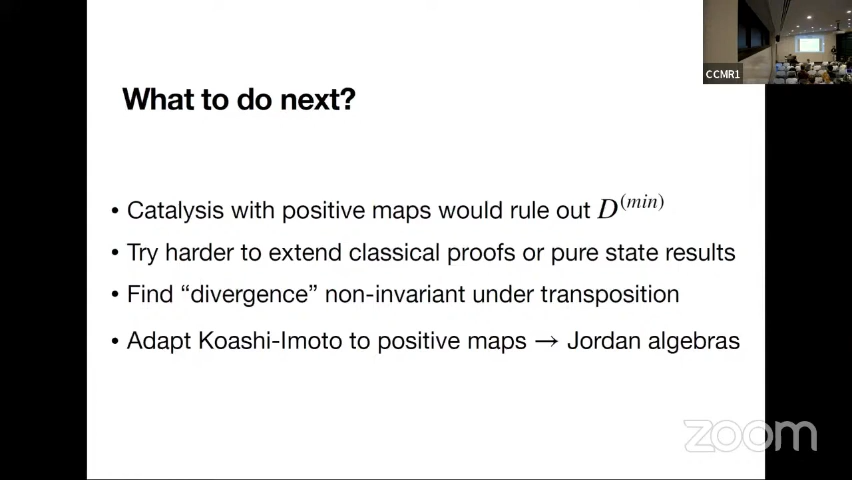 CCMR1
What to do next?
• Catalysis with positive maps would rule out D^(min)
• Try harder to extend classical proofs or pure state results
• Find “divergence” non-invariant under transposition
• Adapt Koashi-Imoto to positive maps → Jordan algebras
zoom